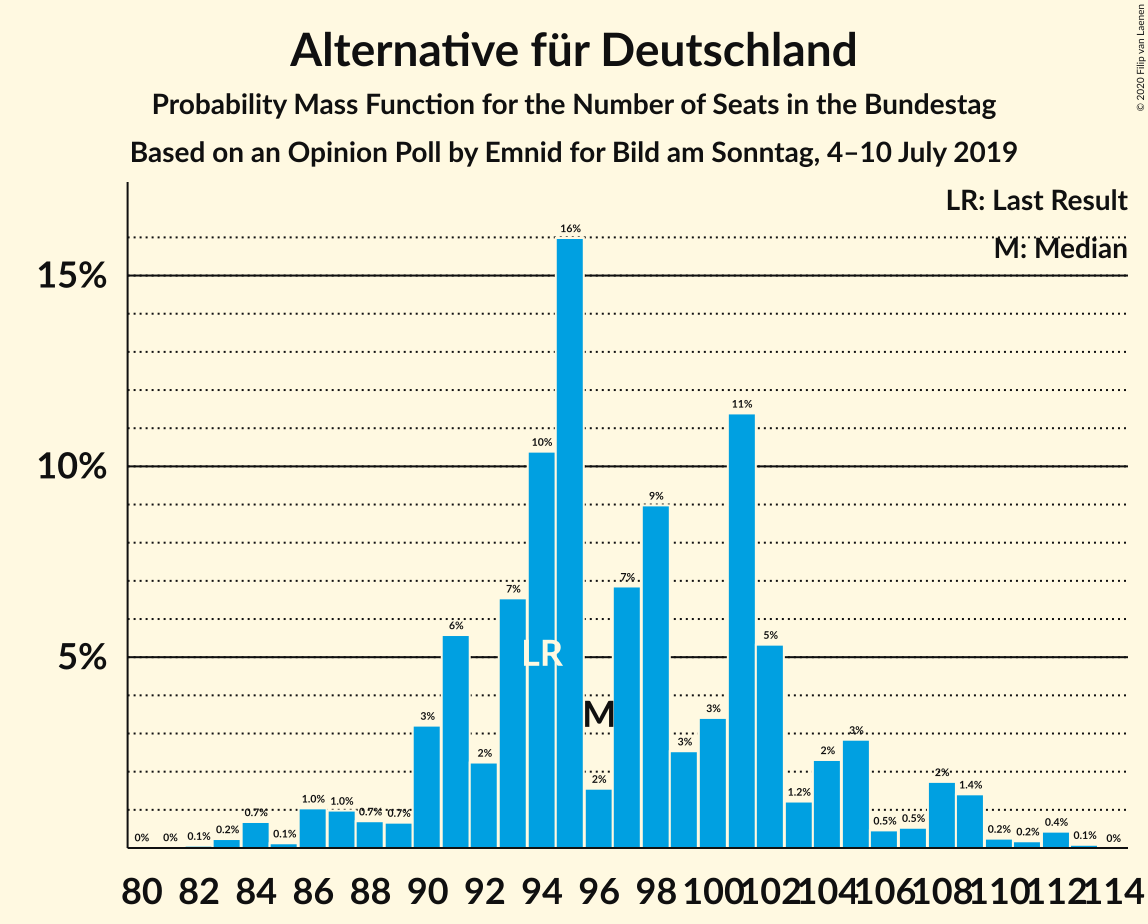 Alternative für Deutschland
Probability Mass Function for the Number of Seats in the Bundestag
Based on an Opinion Poll by Emnid for Bild am Sonntag, 4–10 July 2019
© 2020 Filip van Laenen
LR: Last Result
M: Median
15%
10%
5%
0% 0% 0.1% 0.2% 0.7% 0.1% 1.0% 1.0% 0.7% 0.7% 3% 6% 2% 7% 10% 16% 2% 7% 9% 3% 3% 11% 5% 1.2% 2% 3% 0.5% 0.5% 2% 1.4% 0.2% 0.2% 0.4% 0.1% 0%
LR
M
80 82 84 86 88 90 92 94 96 98 100 102 104 106 108 110 112 114